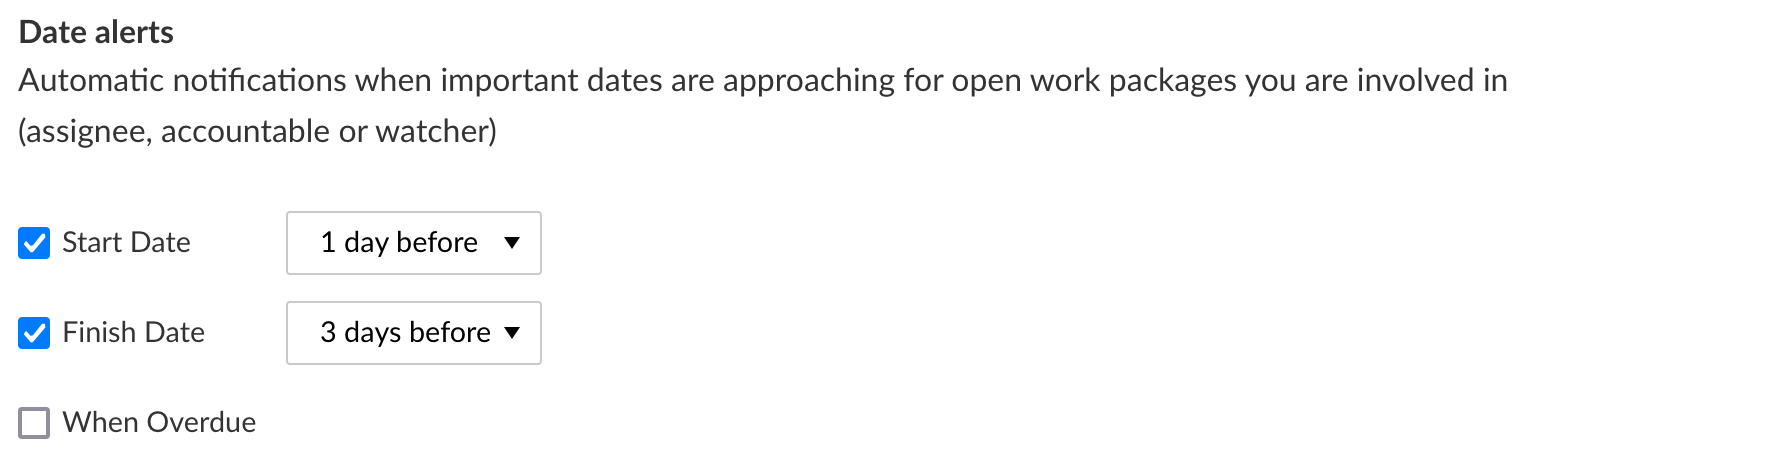 Date alerts
Automatic notifications when important dates are approaching for open work packages you are involved in
(assignee, accountable or watcher)
Start Date 1 day before
Finish Date 3 days before
When Overdue